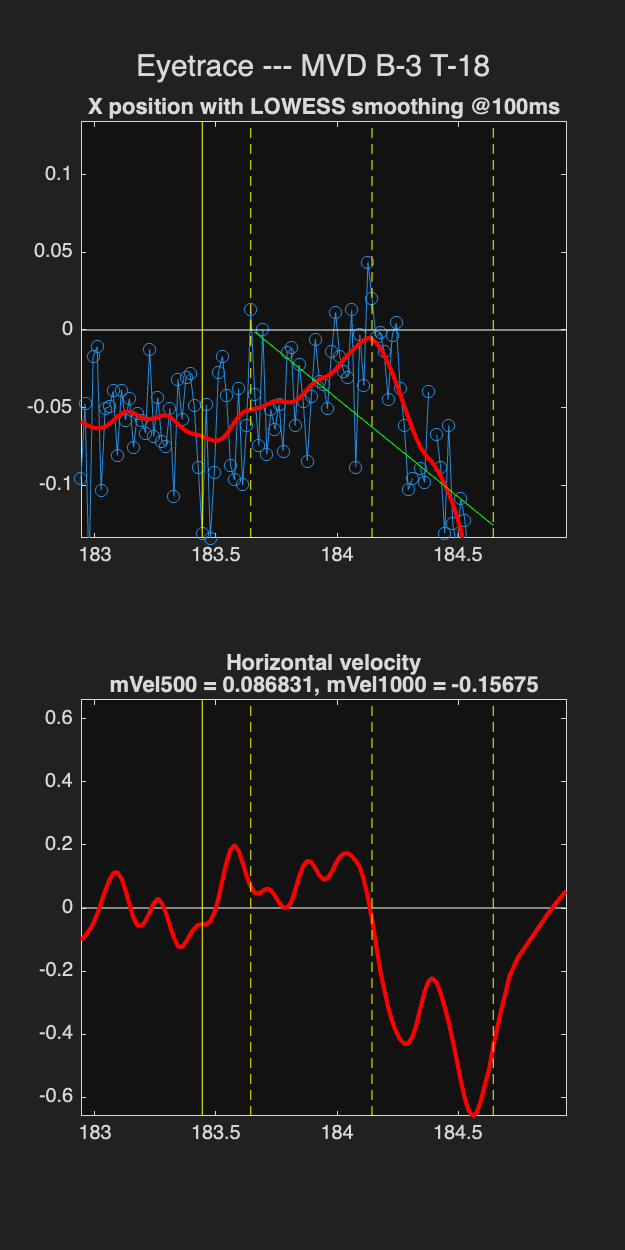 Eyetrace --- MVD B-3 T-18
X position with LOWESS smoothing @100ms
0.1
0.05
0
-0.05
-0.1
183 183.5 184 184.5
Horizontal velocity
mVel500 = 0.086831, mVel1000 = -0.15675
0.6
0.4
0.2
0
-0.2
-0.4
-0.6
183 183.5 184 184.5